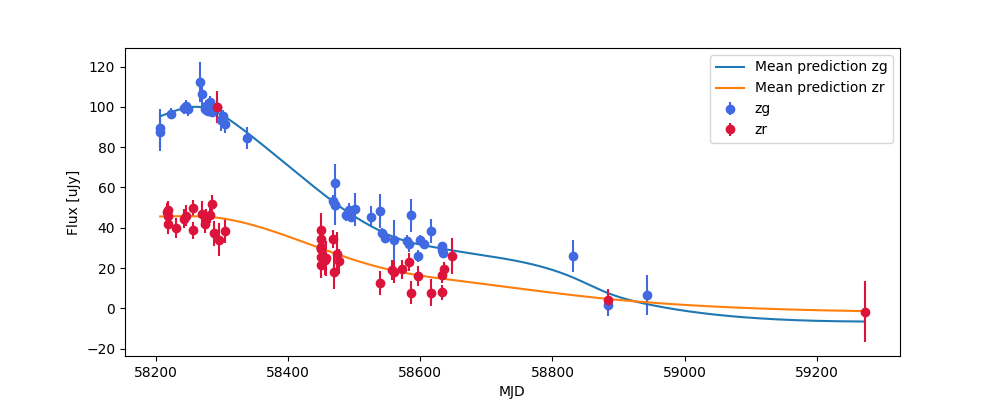 Mean prediction zg
Mean prediction zr
zg
zr
Flux [uJy]
120
100
80
60
40
20
0
−20
58200 58400 58600 58800 59000 59200
MJD